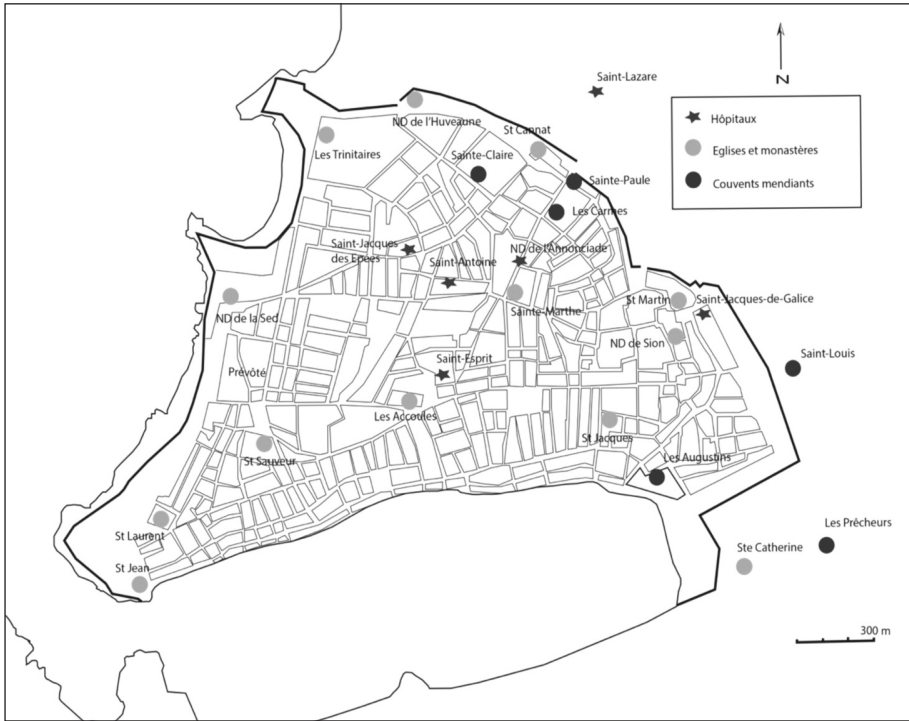 Saint-Lazare
N
Hôpitaux
Eglises et monastères
Couvents mendiants
ND de l'Huveaune
St Cannat
Les Trinitaires
Sainte-Claire
Sainte-Paule
Les Carmes
Saint-Jacques
des Epées
ND de l'Annonciade
Saint-Antoine
ND de la Sed
Sainte-Marthe
St Martin
Saint-Jacques-de-Galice
ND de Sion
Saint-Louis
Saint-Esprit
Prévôté
Les Accoules
St Jacques
St Sauveur
Les Augustins
St Laurent
Les Prêcheurs
Ste Catherine
St Jean
300 m